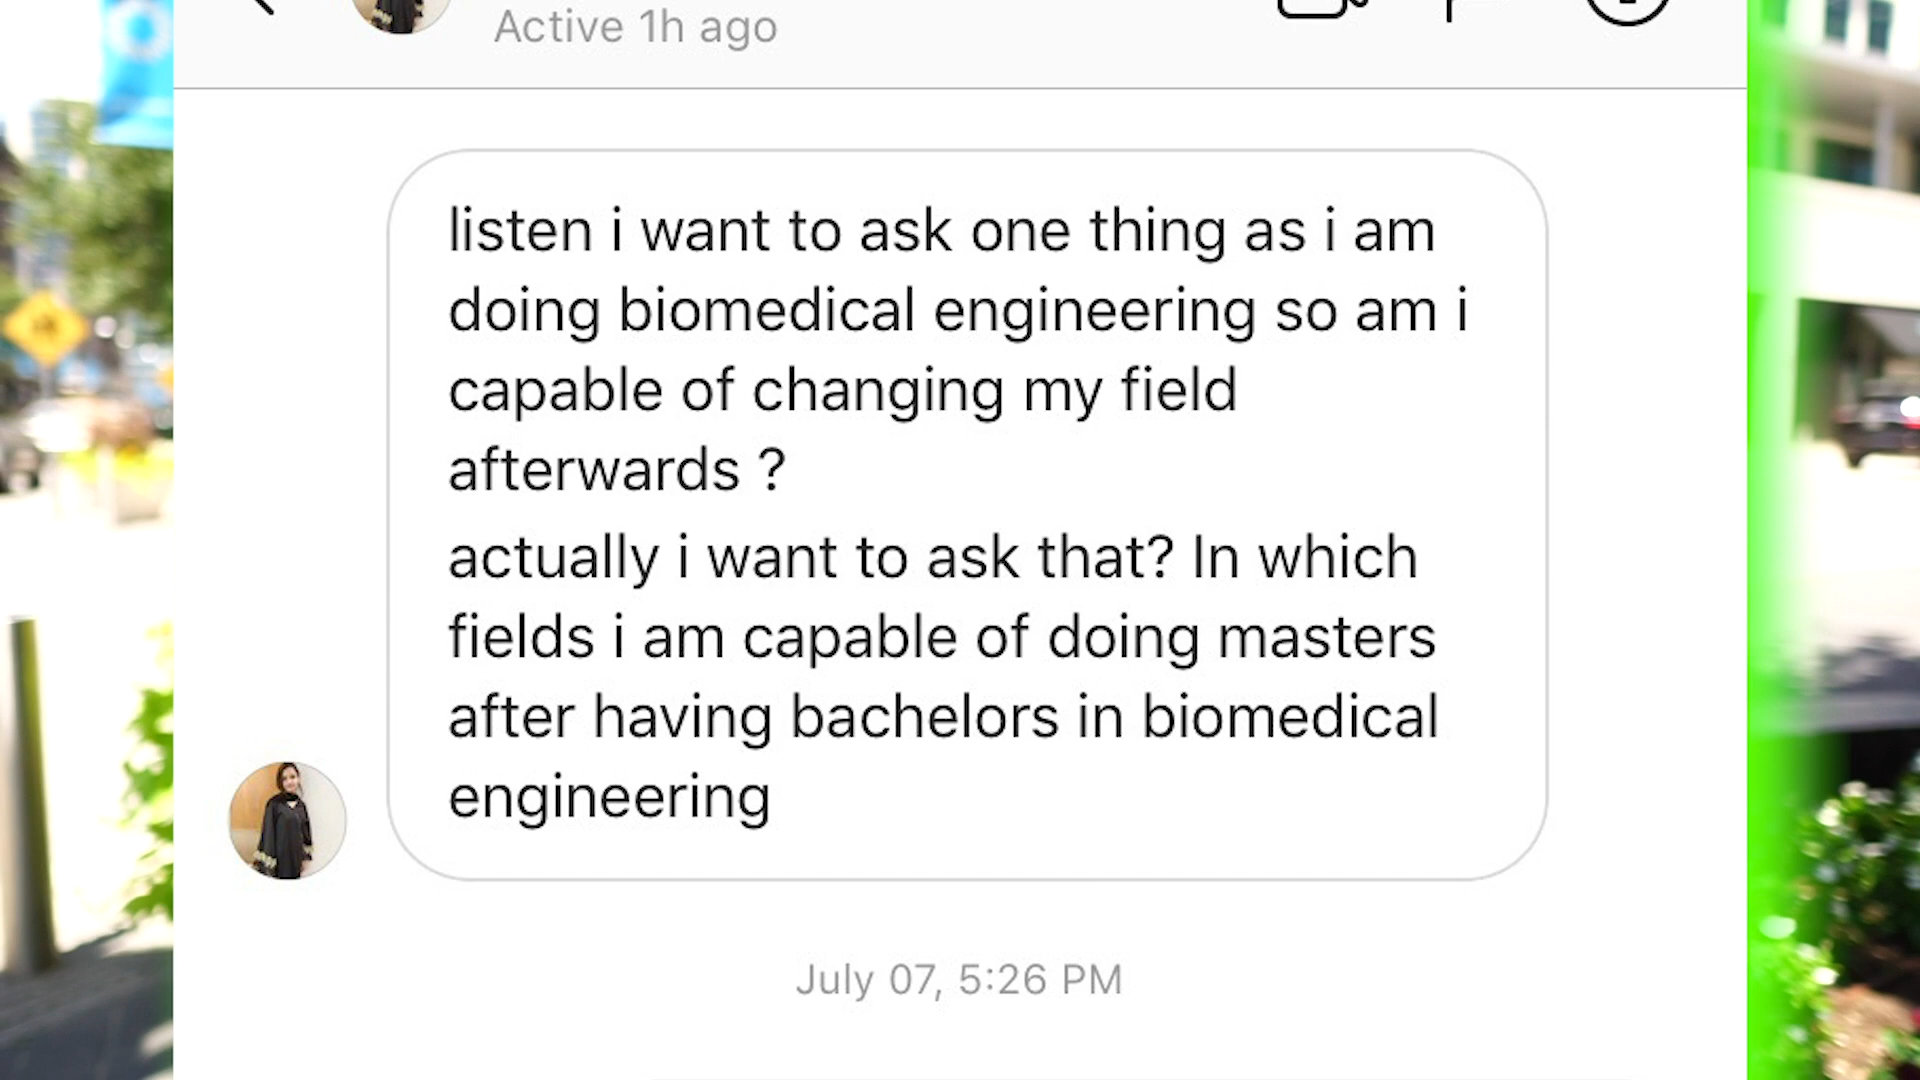 Active 1h ago
listen i want to ask one thing as i am
doing biomedical engineering so am i
capable of changing my field
afterwards ?
actually i want to ask that? In which
fields i am capable of doing masters
after having bachelors in biomedical
engineering
July 07, 5:26 PM